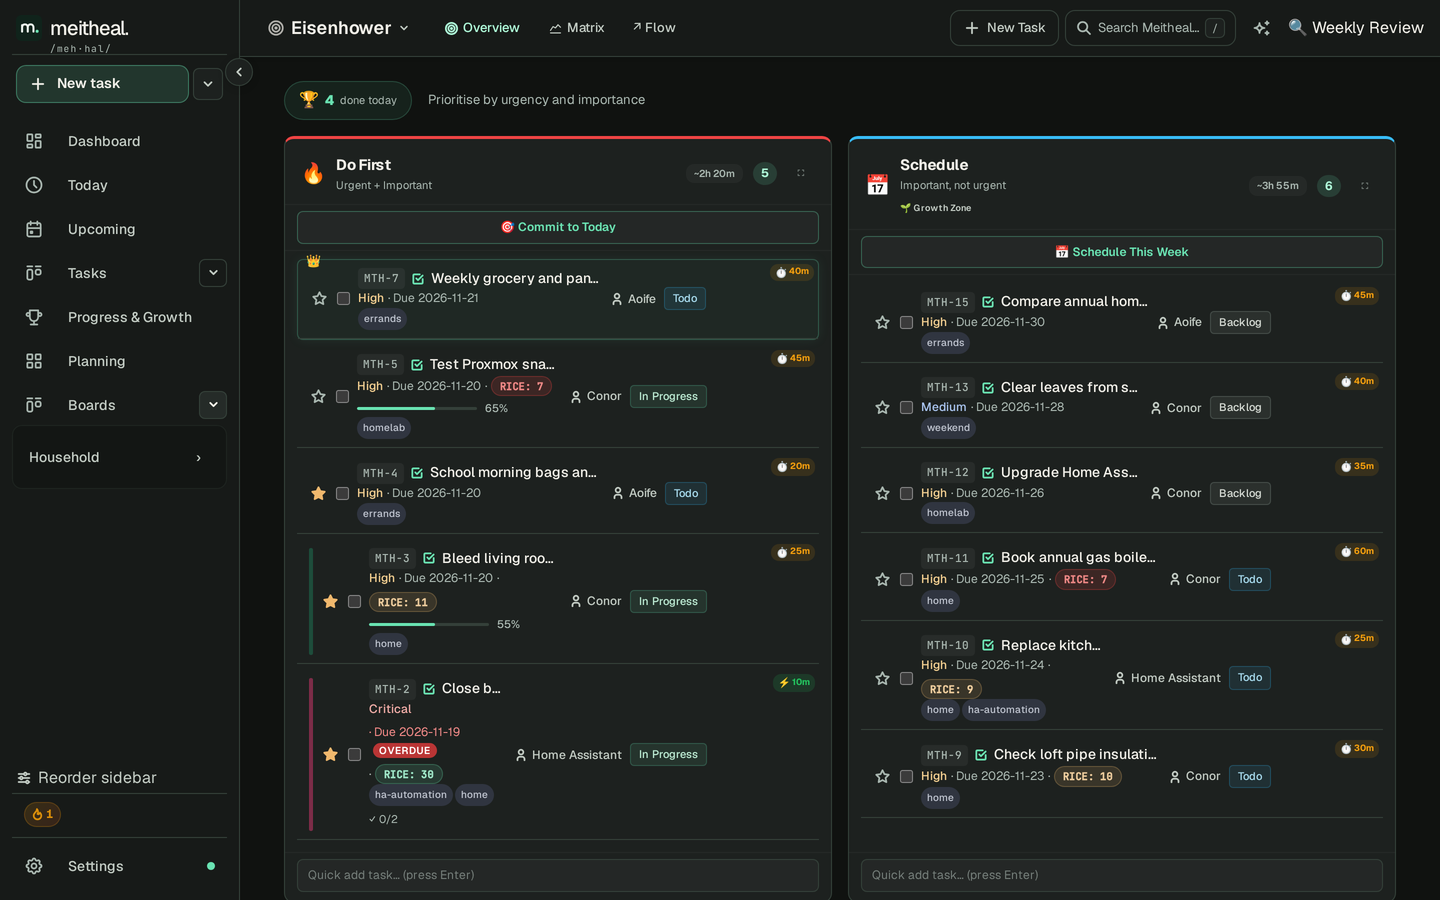 m. meitheal.
/meh·hal/
New task
Dashboard
Today
Upcoming
Tasks
Progress & Growth
Planning
Boards
Household
Reorder sidebar
1
Settings
Eisenhower
Overview
Matrix
Flow
New Task
Search Meitheal... /
Weekly Review
4 done today
Prioritise by urgency and importance
Do First
Urgent + Important
~2h 20m
5
Commit to Today
MTH-7 Weekly grocery and pan...
40m
High · Due 2026-11-21
Aoife
Todo
errands
MTH-5 Test Proxmox sna...
45m
High · Due 2026-11-20 · RICE: 7
Conor
In Progress
65%
homelab
MTH-4 School morning bags an...
20m
High · Due 2026-11-20
Aoife
Todo
errands
MTH-3 Bleed living roo...
25m
High · Due 2026-11-20 ·
RICE: 11
Conor
In Progress
55%
home
MTH-2 Close b...
10m
Critical
· Due 2026-11-19
OVERDUE
· RICE: 30
Home Assistant
In Progress
ha-automation home
✓ 0/2
Quick add task... (press Enter)
Schedule
Important, not urgent
Growth Zone
~3h 55m
6
Schedule This Week
MTH-15 Compare annual hom...
45m
High · Due 2026-11-30
Aoife
Backlog
errands
MTH-13 Clear leaves from s...
40m
Medium · Due 2026-11-28
Conor
Backlog
weekend
MTH-12 Upgrade Home Ass...
35m
High · Due 2026-11-26
Conor
Backlog
homelab
MTH-11 Book annual gas boile...
60m
High · Due 2026-11-25 · RICE: 7
Conor
Todo
home
MTH-10 Replace kitch...
25m
High · Due 2026-11-24 ·
RICE: 9
Home Assistant
Todo
home ha-automation
MTH-9 Check loft pipe insulati...
30m
High · Due 2026-11-23 · RICE: 10
Conor
Todo
home
Quick add task... (press Enter)